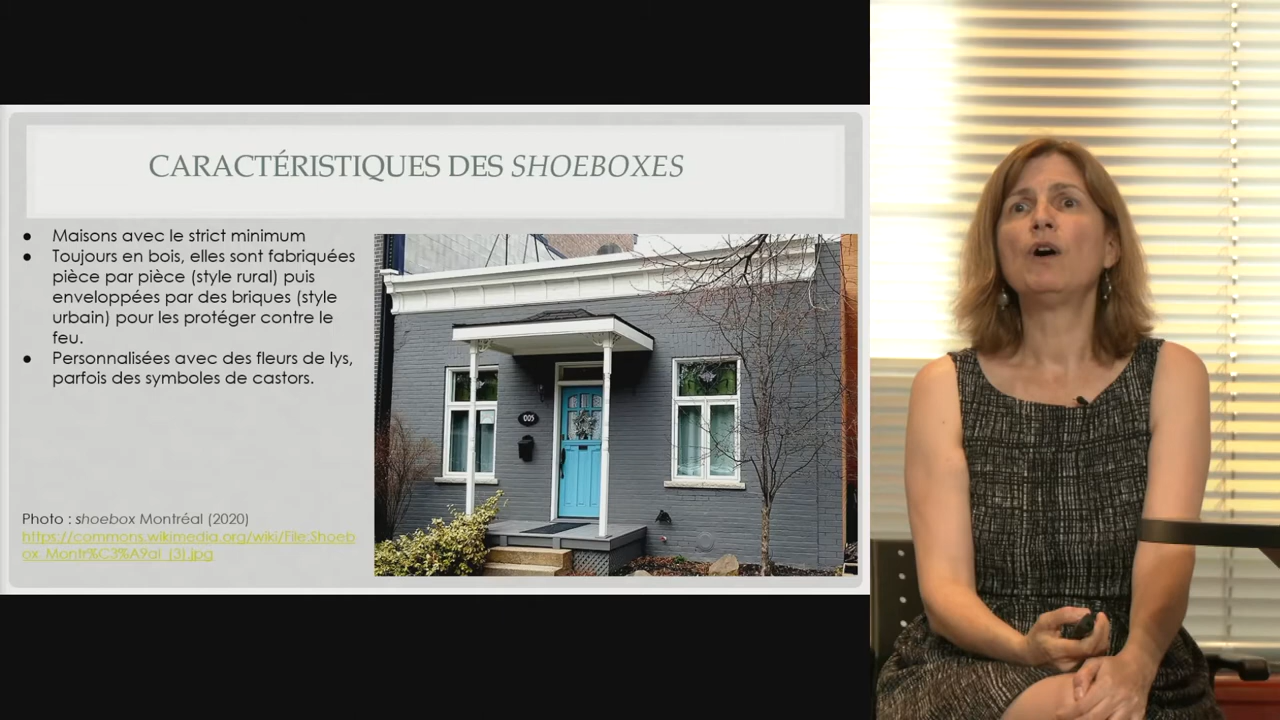 CARACTÉRISTIQUES DES SHOEBOXES
● Maisons avec le strict minimum
● Toujours en bois, elles sont fabriquées
pièce par pièce (style rural) puis
enveloppées par des briques (style
urbain) pour les protéger contre le
feu.
● Personnalisées avec des fleurs de lys,
parfois des symboles de castors.
005
Photo : shoebox Montréal (2020)
https://commons.wikimedia.org/wiki/File:Shoeb
ox_Montr%C3%A9al_(3).jpg